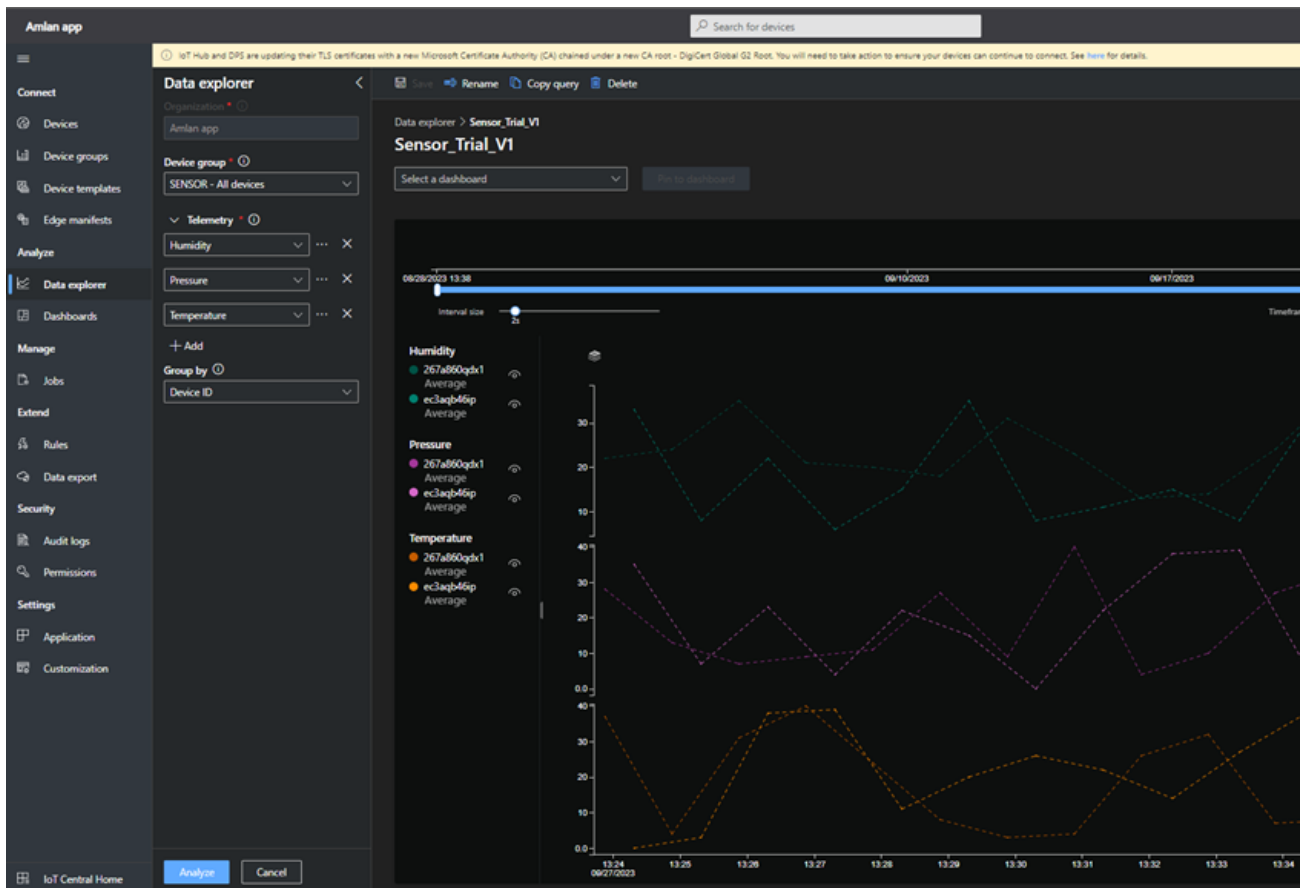 Amlan app
Search for devices
IoT Hub and DPS are updating their TLS certificates with a new Microsoft Certificate Authority (CA) chained under a new CA root - DigiCert Global G2 Root. You will need to take action to ensure your devices can continue to connect. See here for details.
Connect
Devices
Device groups
Device templates
Edge manifests
Analyze
Data explorer
Dashboards
Manage
Jobs
Extend
Rules
Data export
Security
Audit logs
Permissions
Settings
Application
Customization
IoT Central Home
Data explorer
Organization *
Amlan app
Device group *
SENSOR - All devices
Telemetry *
Humidity
Pressure
Temperature
+ Add
Group by
Device ID
Analyze
Cancel
Save
Rename
Copy query
Delete
Data explorer > Sensor_Trial_V1
Sensor_Trial_V1
Select a dashboard
Pin to dashboard
08/28/2023 13:38
09/10/2023
09/17/2023
Interval size
2s
Timefra
Humidity
267a860qdx1
Average
ec3aqb46ip
Average
Pressure
267a860qdx1
Average
ec3aqb46ip
Average
Temperature
267a860qdx1
Average
ec3aqb46ip
Average
30
20
10
40
30
20
10
0.0
40
30
20
10
0.0
13:24 13:25 13:26 13:27 13:28 13:29 13:30 13:31 13:32 13:33 13:34
09/27/2023